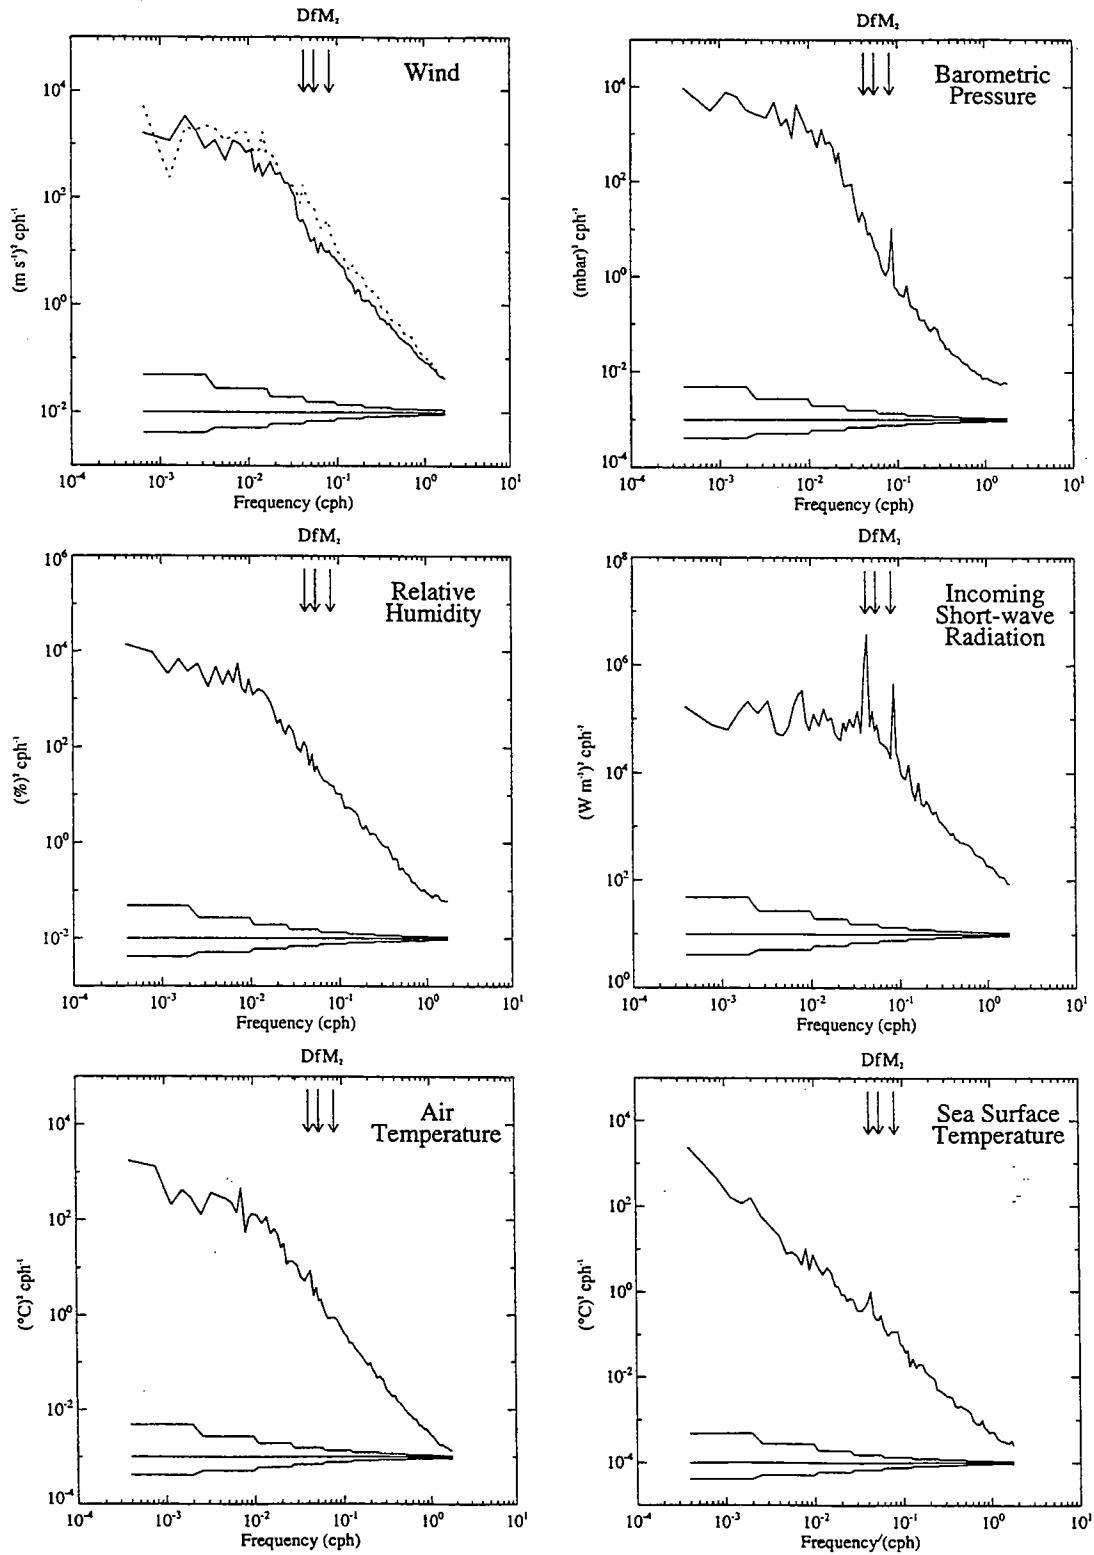 DfM₂
Wind
(m s⁻¹)² cph⁻¹
10⁴
10²
10⁰
10⁻²
10⁻⁴ 10⁻³ 10⁻² 10⁻¹ 10⁰ 10¹
Frequency (cph)
DfM₂
Barometric
Pressure
(mbar)² cph⁻¹
10⁴
10²
10⁰
10⁻²
10⁻⁴
10⁻⁴ 10⁻³ 10⁻² 10⁻¹ 10⁰ 10¹
Frequency (cph)
DfM₂
Relative
Humidity
(%)² cph⁻¹
10⁶
10⁴
10²
10⁰
10⁻²
10⁻⁴ 10⁻³ 10⁻² 10⁻¹ 10⁰ 10¹
Frequency (cph)
DfM₂
Incoming
Short-wave
Radiation
(W m⁻²)² cph⁻¹
10⁸
10⁶
10⁴
10²
10⁰
10⁻⁴ 10⁻³ 10⁻² 10⁻¹ 10⁰ 10¹
Frequency (cph)
DfM₂
Air
Temperature
(°C)² cph⁻¹
10⁴
10²
10⁰
10⁻²
10⁻⁴
10⁻⁴ 10⁻³ 10⁻² 10⁻¹ 10⁰ 10¹
Frequency (cph)
DfM₂
Sea Surface
Temperature
(°C)² cph⁻¹
10⁴
10²
10⁰
10⁻²
10⁻⁴
10⁻⁴ 10⁻³ 10⁻² 10⁻¹ 10⁰ 10¹
Frequency (cph)